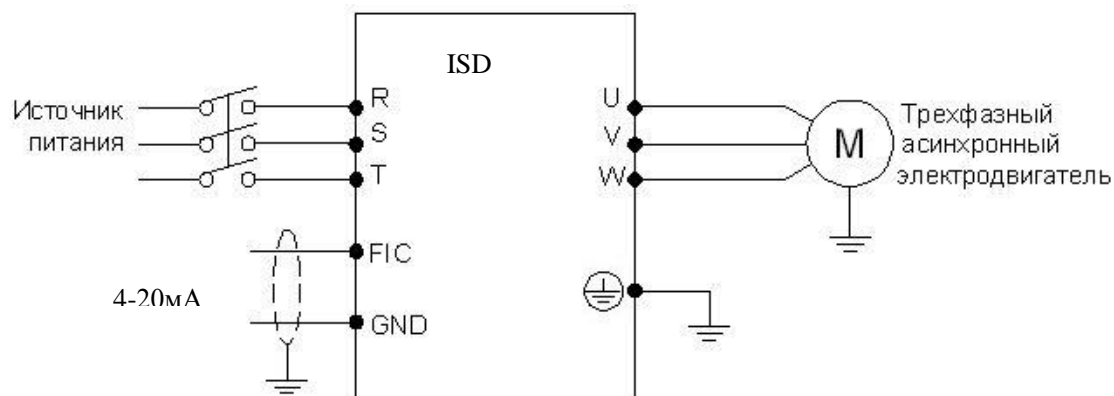 ISD
Источник
питания
R
S
T
FIC
4-20мА
GND
U
V
W
M
Трехфазный
асинхронный
электродвигатель